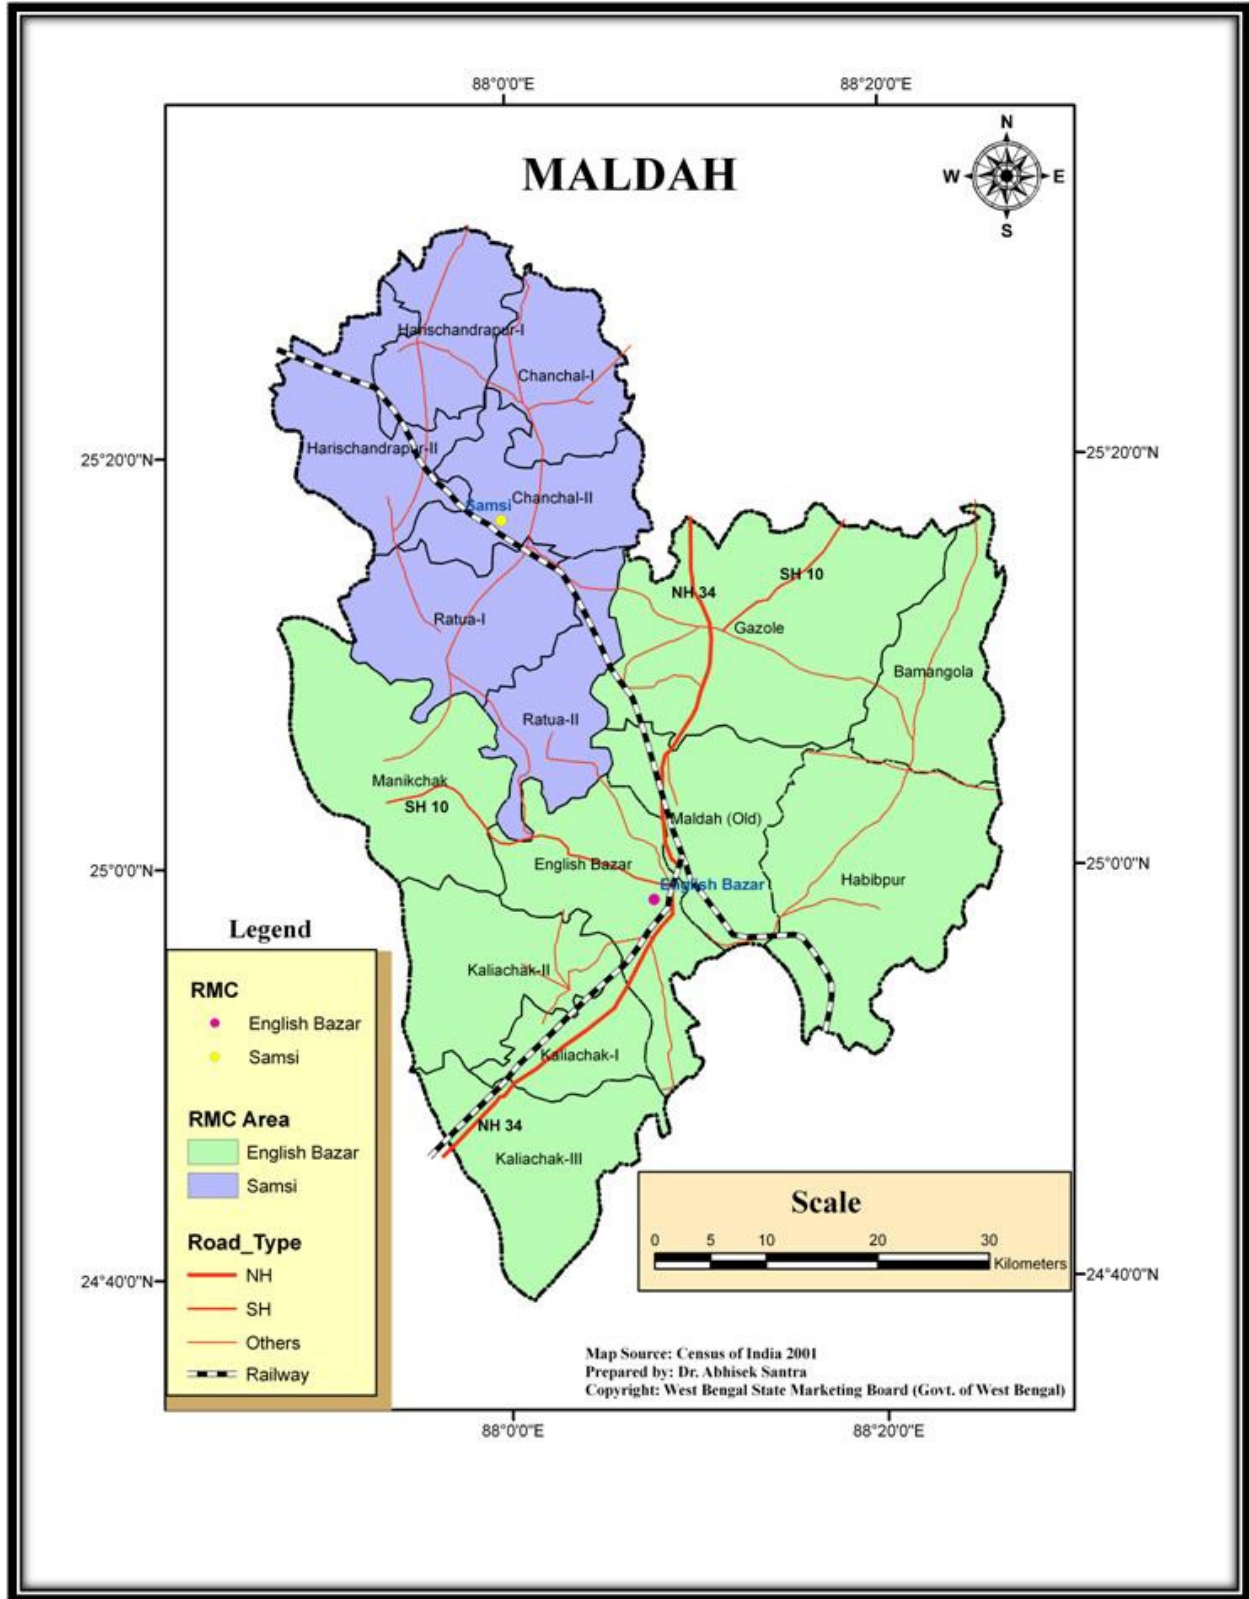 88°0'0"E
88°20'0"E
MALDAH
N
W
E
S
Harischandrapur-I
Chanchal-I
Harischandrapur-II
25°20'0"N
25°20'0"N
Chanchal-II
Samsi
SH 10
NH 34
Ratua-I
Gazole
Bamangola
Ratua-II
Manikchak
SH 10
Maldah (Old)
English Bazar
25°0'0"N
25°0'0"N
English Bazar
Habibpur
Kaliachak-II
Kaliachak-I
NH 34
Kaliachak-III
Legend
RMC
English Bazar
Samsi
RMC Area
English Bazar
Samsi
Road_Type
NH
SH
Others
Railway
Scale
0 5 10 20 30
Kilometers
24°40'0"N
24°40'0"N
Map Source: Census of India 2001
Prepared by: Dr. Abhisek Santra
Copyright: West Bengal State Marketing Board (Govt. of West Bengal)
88°0'0"E
88°20'0"E